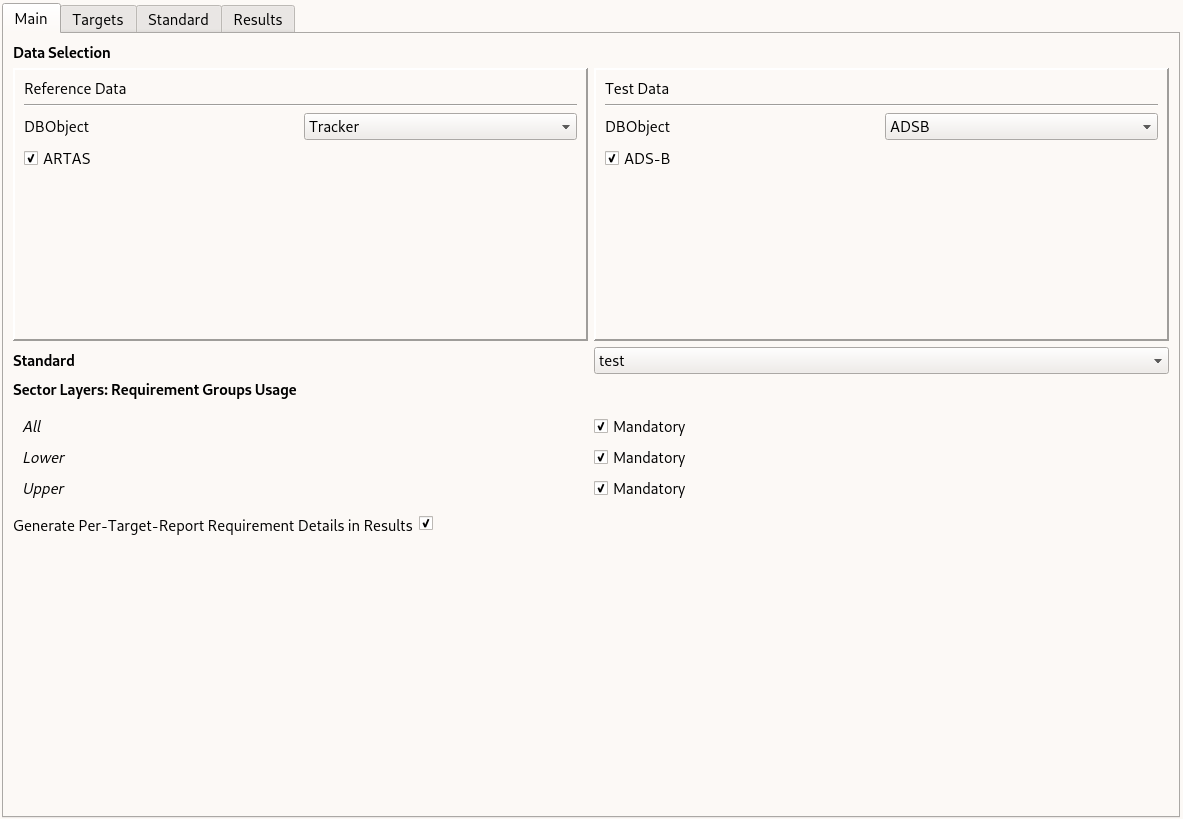 Main Targets Standard Results
Data Selection
Reference Data
DBObject Tracker
ARTAS
Test Data
DBObject ADSB
ADS-B
Standard test
Sector Layers: Requirement Groups Usage
All Mandatory
Lower Mandatory
Upper Mandatory
Generate Per-Target-Report Requirement Details in Results